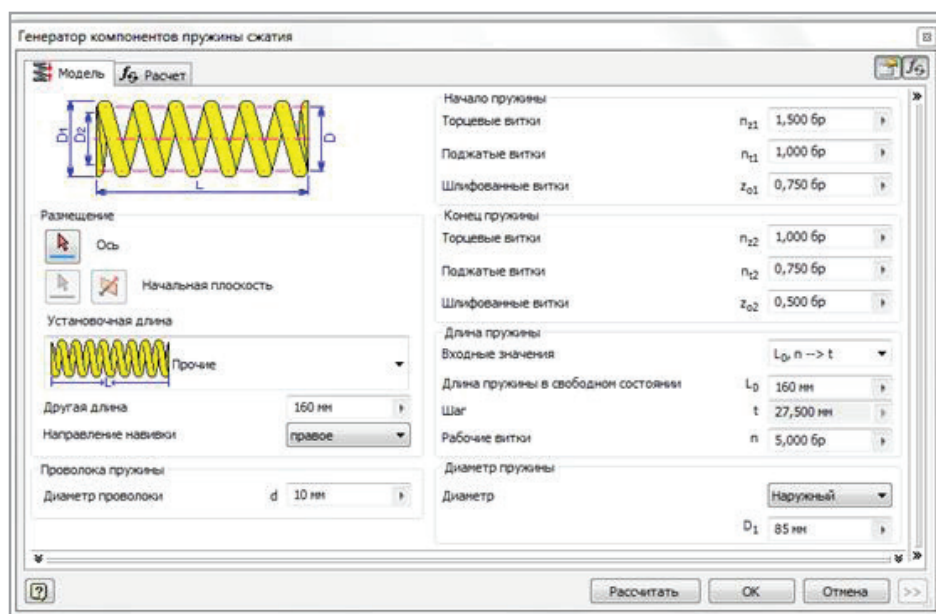 Генератор компонентов пружины сжатия
Модель
fG Расчет
D1
D2
D
L
Размещение
Ось
Начальная плоскость
Установочная длина
L
Прочие
Другая длина 160 мм
Направление навивки правое
Проволока пружины
Диаметр проволоки d 10 мм
Начало пружины
Торцевые витки nz1 1,500 бр
Поджатые витки nt1 1,000 бр
Шлифованные витки zo1 0,750 бр
Конец пружины
Торцевые витки nz2 1,000 бр
Поджатые витки nt2 0,750 бр
Шлифованные витки zo2 0,500 бр
Длина пружины
Входные значения L0, n --> t
Длина пружины в свободном состоянии L0 160 мм
Шаг t 27,500 мм
Рабочие витки n 5,000 бр
Диаметр пружины
Диаметр Наружный
D1 85 мм
? Рассчитать OK Отмена >>